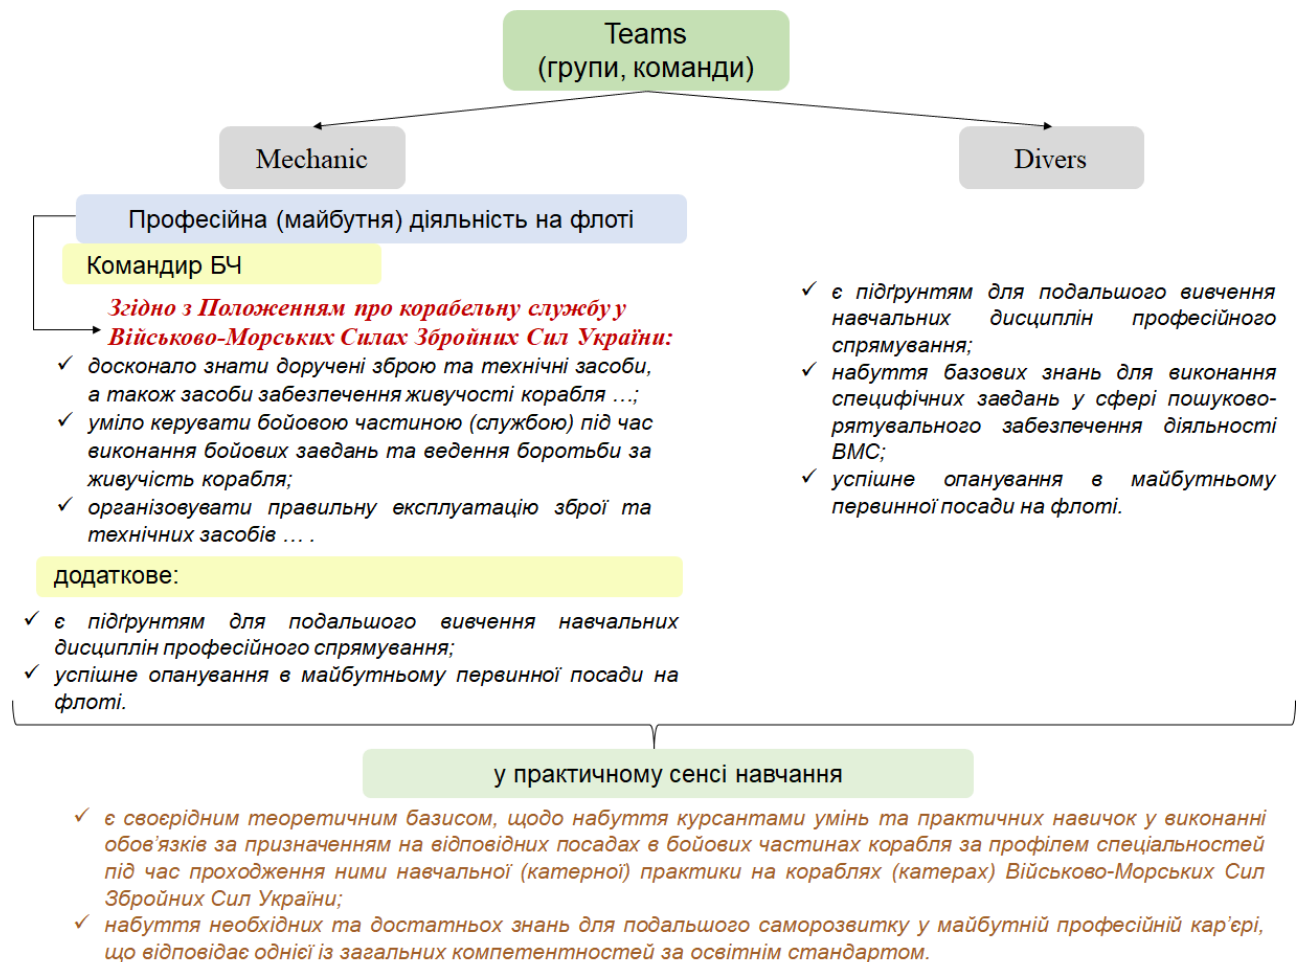 Teams
(групи, команди)
Mechanic
Divers
Професійна (майбутня) діяльність на флоті
Командир БЧ
Згідно з Положенням про корабельну службу у
Військово-Морських Силах Збройних Сил України:
✓ досконало знати доручені зброю та технічні засоби,
а також засоби забезпечення живучості корабля …;
✓ уміло керувати бойовою частиною (службою) під час
виконання бойових завдань та ведення боротьби за
живучість корабля;
✓ організовувати правильну експлуатацію зброї та
технічних засобів … .
додаткове:
✓ є підґрунтям для подальшого вивчення навчальних
дисциплін професійного спрямування;
✓ успішне опанування в майбутньому первинної посади на
флоті.
✓ є підґрунтям для подальшого вивчення
навчальних дисциплін професійного
спрямування;
✓ набуття базових знань для виконання
специфічних завдань у сфері пошуково-
рятувального забезпечення діяльності
ВМС;
✓ успішне опанування в майбутньому
первинної посади на флоті.
у практичному сенсі навчання
✓ є своєрідним теоретичним базисом, щодо набуття курсантами умінь та практичних навичок у виконанні
обов’язків за призначенням на відповідних посадах в бойових частинах корабля за профілем спеціальностей
під час проходження ними навчальної (катерної) практики на кораблях (катерах) Військово-Морських Сил
Збройних Сил України;
✓ набуття необхідних та достатньох знань для подальшого саморозвитку у майбутній професійній кар’єрі,
що відповідає однієї із загальних компетентностей за освітнім стандартом.